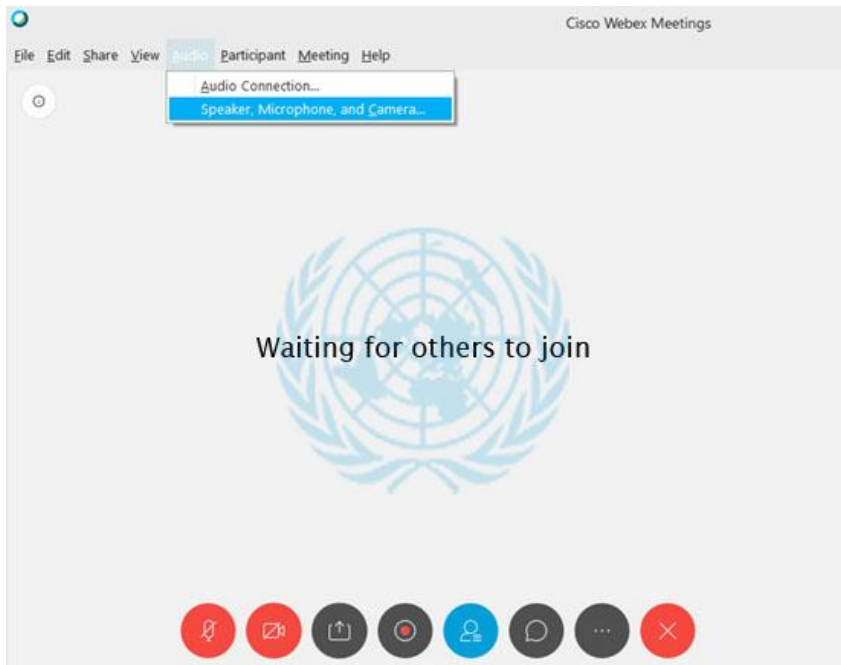 Cisco Webex Meetings
File Edit Share View Audio Participant Meeting Help
Audio Connection...
Speaker, Microphone, and Camera...
Waiting for others to join